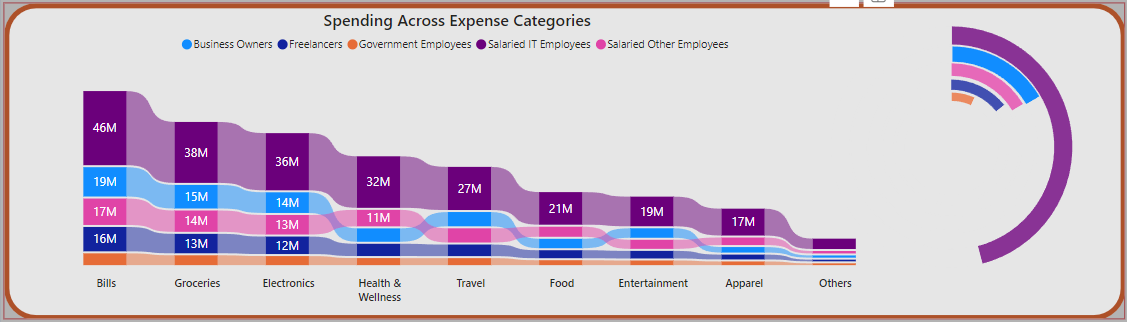 Spending Across Expense Categories
Business Owners Freelancers Government Employees Salaried IT Employees Salaried Other Employees
46M 38M 36M 32M 27M 21M 19M 17M
19M 15M 14M
17M 14M 13M 11M
16M 13M 12M
Bills Groceries Electronics Health & Wellness Travel Food Entertainment Apparel Others